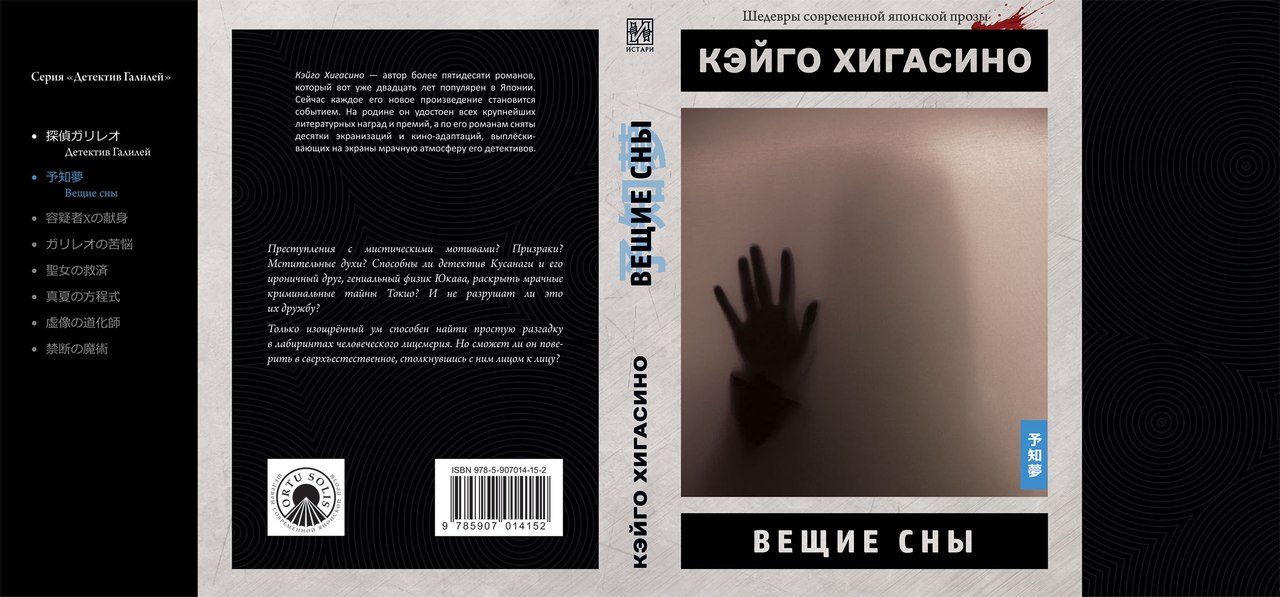 Серия «Детектив Галилей»
• 探偵ガリレオ
Детектив Галилей
• 予知夢
Вещие сны
• 容疑者Xの献身
• ガリレオの苦悩
• 聖女の救済
• 真夏の方程式
• 虚像の道化師
• 禁断の魔術
Кэйго Хигасино — автор более пятидесяти романов,
который вот уже двадцать лет популярен в Японии.
Сейчас каждое его новое произведение становится
событием. На родине он удостоен всех крупнейших
литературных наград и премий, а по его романам сняты
десятки экранизаций и кино-адаптаций, выплёски-
вающих на экраны мрачную атмосферу его детективов.
Преступления с мистическими мотивами? Призраки?
Мстительные духи? Способны ли детектив Кусанаги и его
ироничный друг, гениальный физик Юкава, раскрыть мрачные
криминальные тайны Токио? И не разрушат ли это
их дружбу?
Только изощрённый ум способен найти простую разгадку
в лабиринтах человеческого лицемерия. Но сможет ли он пове-
рить в сверхъестественное, столкнувшись с ним лицом к лицу?
ORTU SOLIS
ШЕДЕВРЫ СОВРЕМЕННОЙ ЯПОНСКОЙ ПРОЗЫ
ISBN 978-5-907014-15-2
9 785907 014152
ИСТАРИ
予知夢
ВЕЩИЕ СНЫ
КЭЙГО ХИГАСИНО
Шедевры современной японской прозы
КЭЙГО ХИГАСИНО
予知夢
ВЕЩИЕ СНЫ